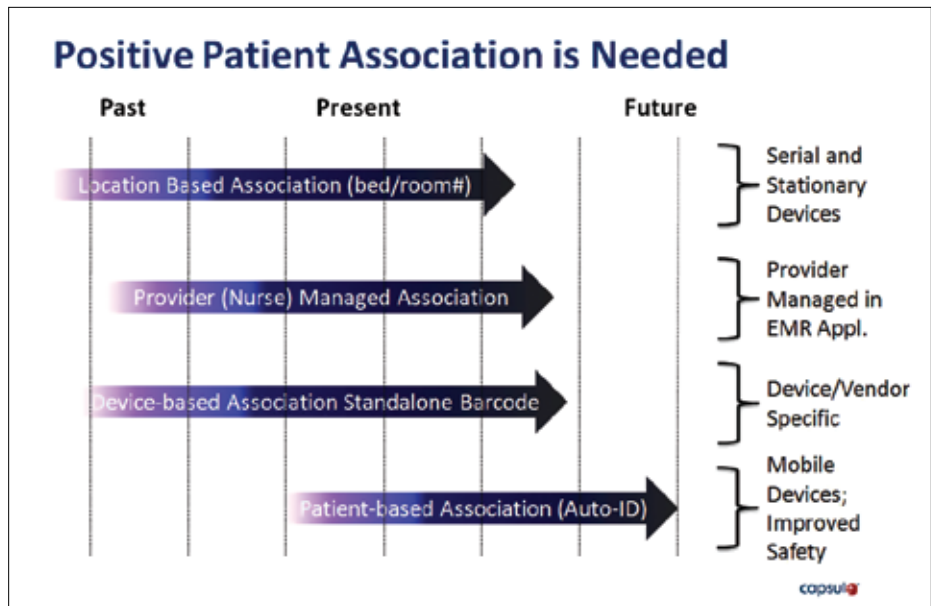 Positive Patient Association is Needed
Past Present Future
Location Based Association (bed/room#)
Serial and
Stationary
Devices
Provider (Nurse) Managed Association
Provider
Managed in
EMR Appl.
Device-based Association Standalone Barcode
Device/Vendor
Specific
Patient-based Association (Auto-ID)
Mobile
Devices;
Improved
Safety
capsule